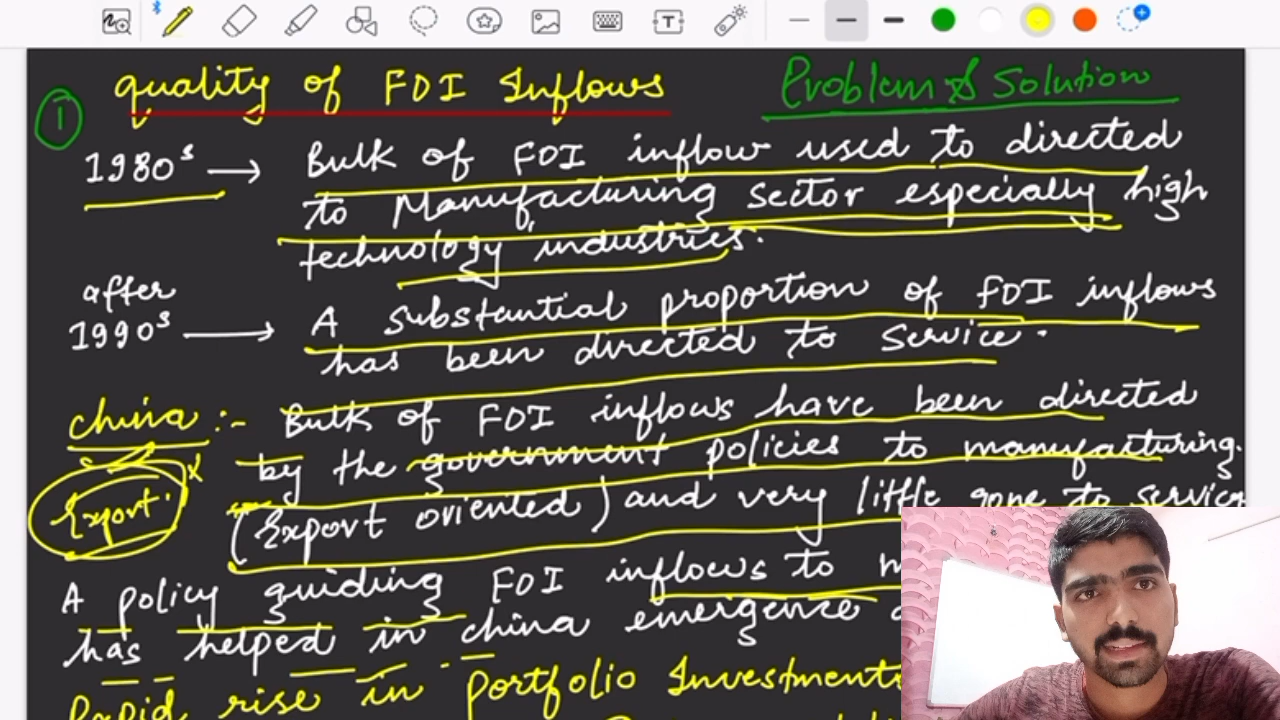 ① quality of FDI Inflows Problem & Solution
1980s → Bulk of FDI inflow used to directed
to Manufacturing sector especially high
technology industries.
after
1990s → A substantial proportion of FDI inflows
has been directed to service.
china :- Bulk of FDI inflows have been directed
by the government policies to manufacturing.
Export (Export oriented) and very little gone to service
A policy guiding FDI inflows to
has helped in china emergence
Rapid rise in portfolio Investments
T